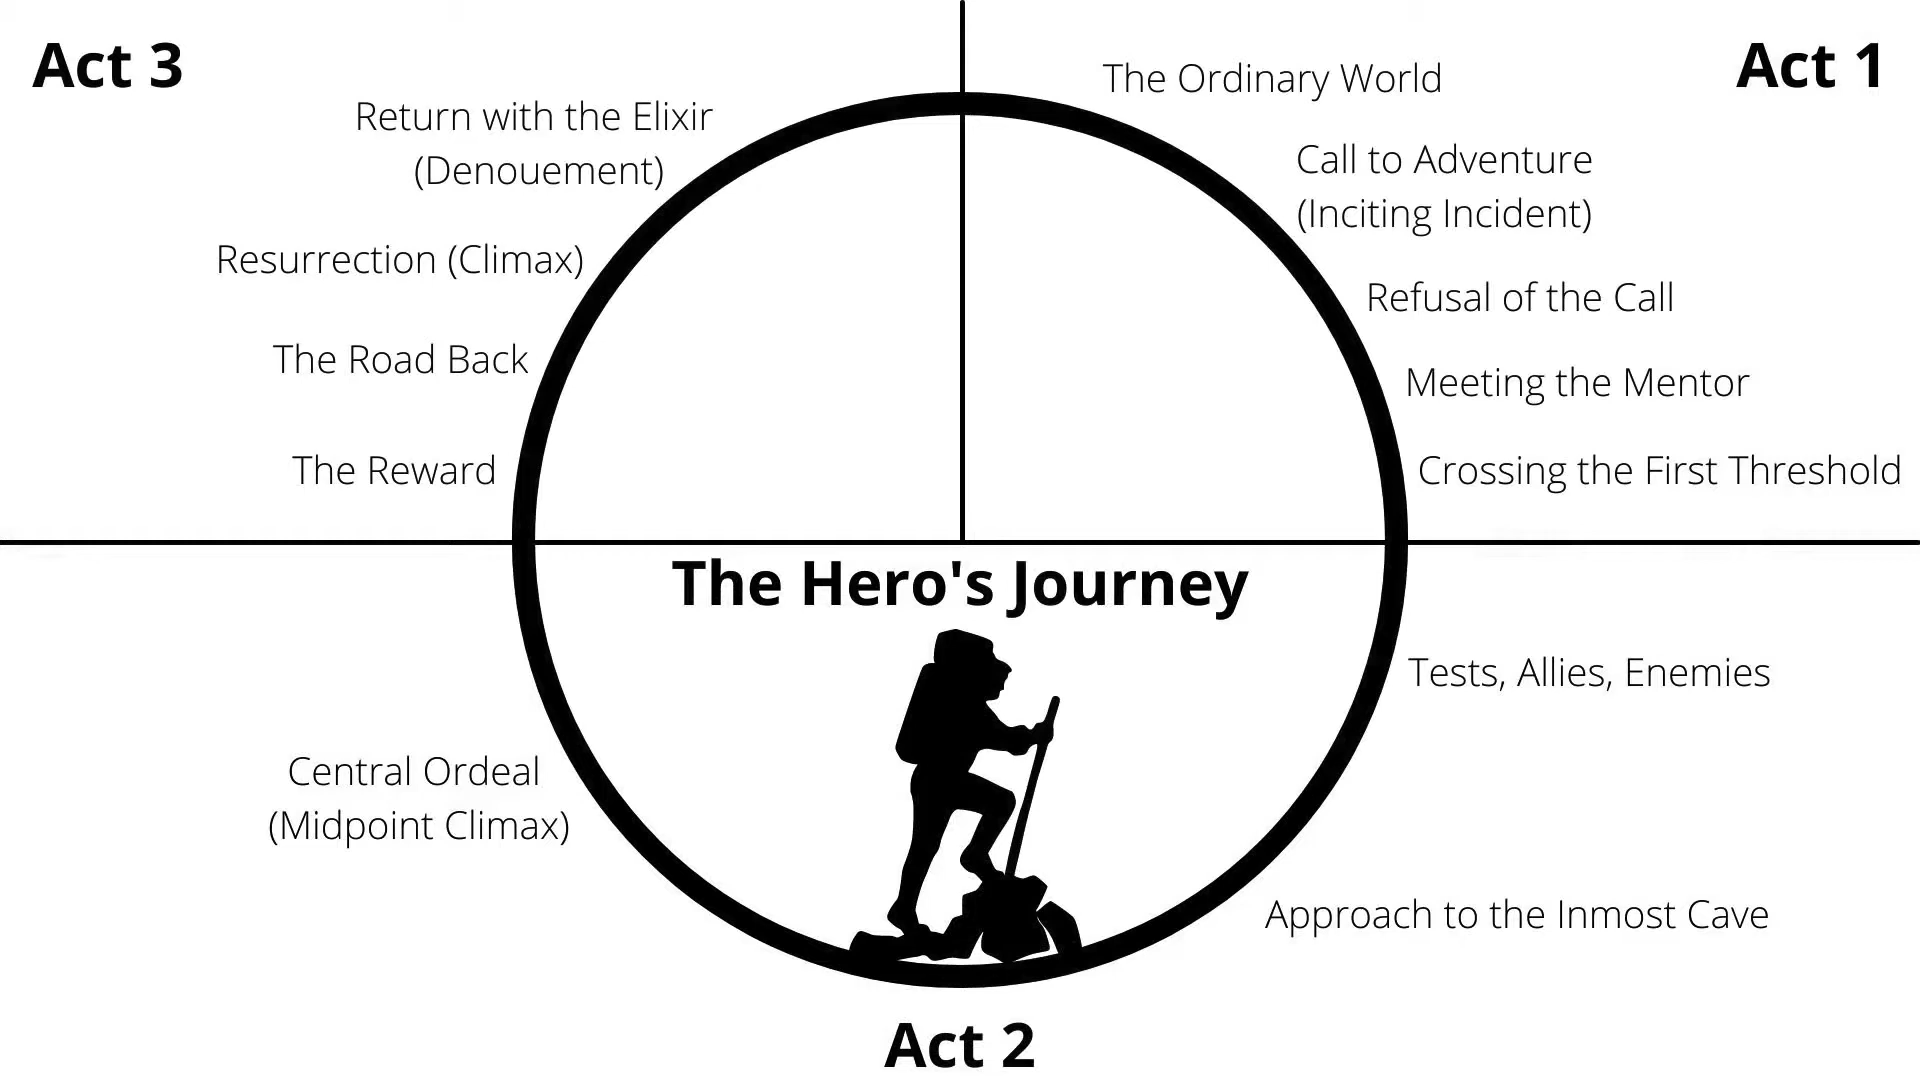 Act 1
The Ordinary World
Call to Adventure
(Inciting Incident)
Refusal of the Call
Meeting the Mentor
Crossing the First Threshold
The Hero's Journey
Tests, Allies, Enemies
Approach to the Inmost Cave
Act 2
Central Ordeal
(Midpoint Climax)
Act 3
The Reward
The Road Back
Resurrection (Climax)
Return with the Elixir
(Denouement)